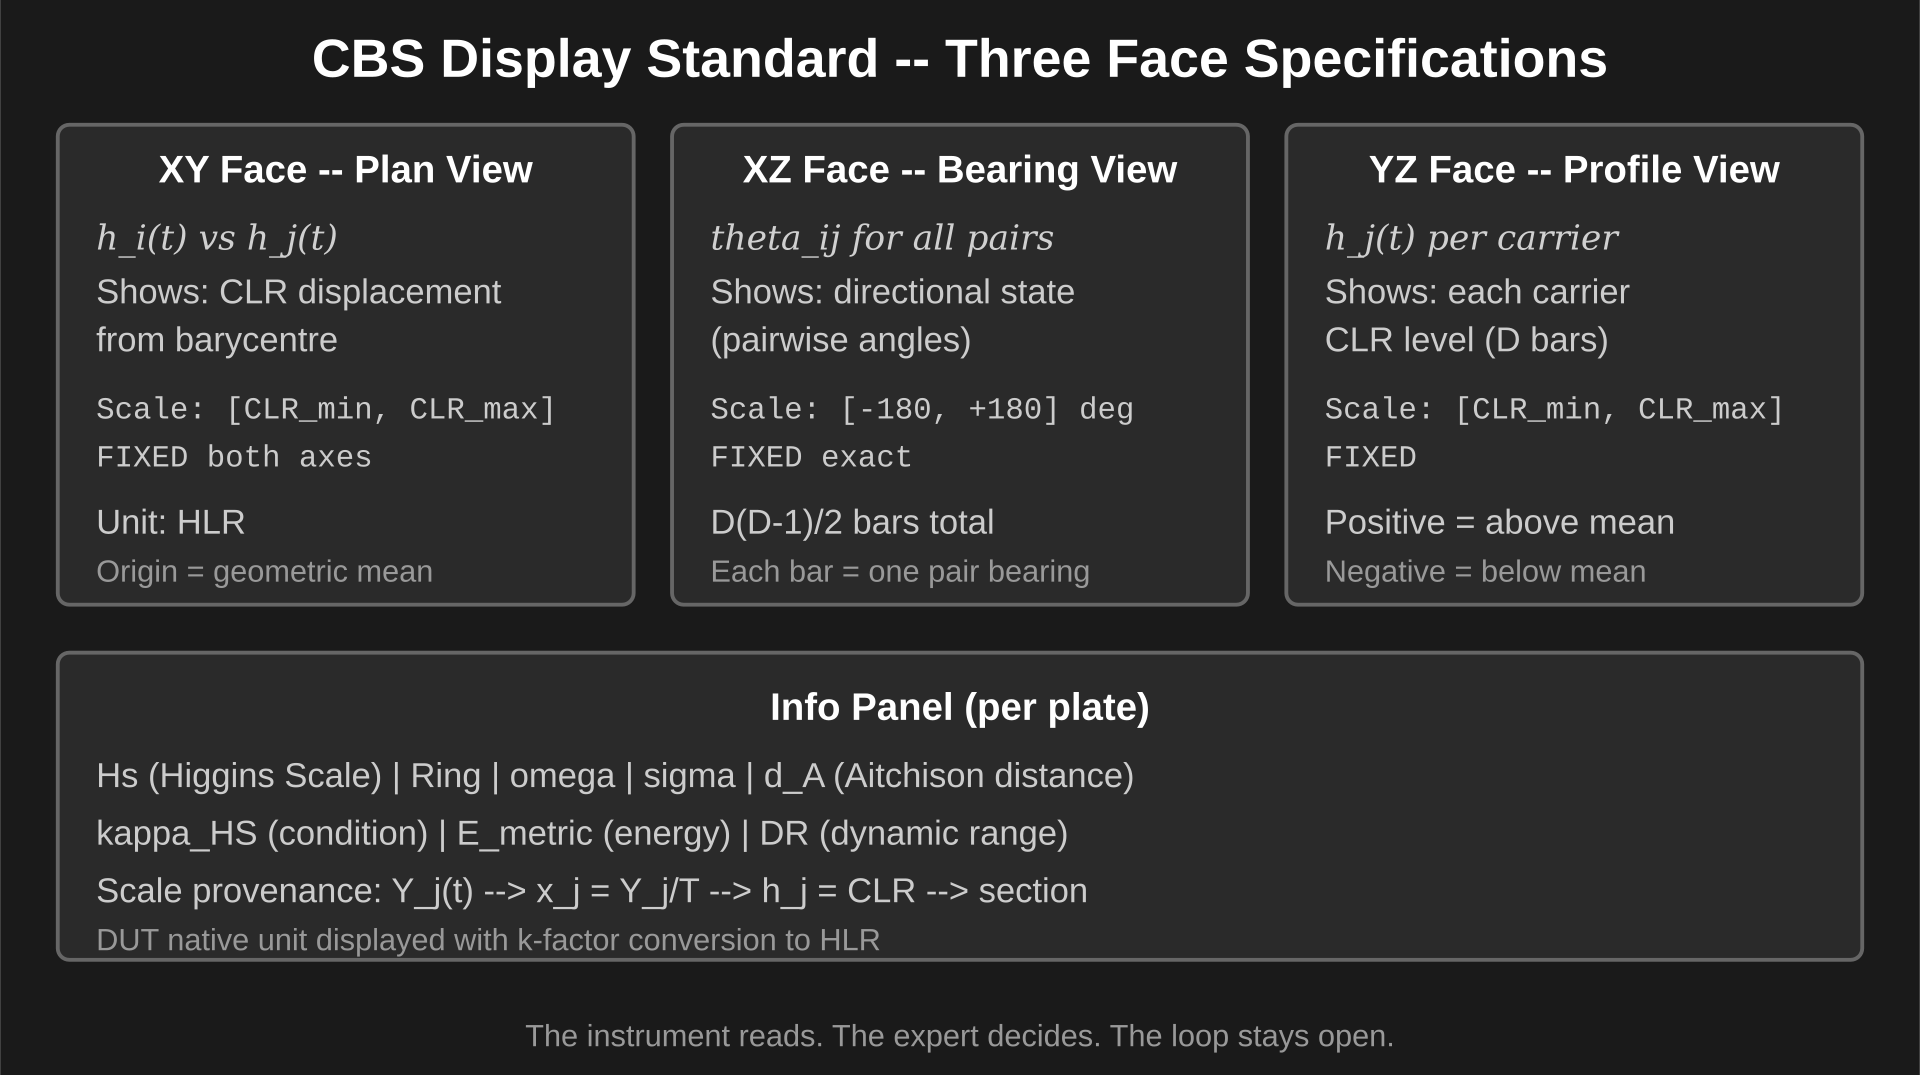 CBS Display Standard -- Three Face Specifications
XY Face -- Plan View
h_i(t) vs h_j(t)
Shows: CLR displacement
from barycentre
Scale: [CLR_min, CLR_max]
FIXED both axes
Unit: HLR
Origin = geometric mean
XZ Face -- Bearing View
theta_ij for all pairs
Shows: directional state
(pairwise angles)
Scale: [-180, +180] deg
FIXED exact
D(D-1)/2 bars total
Each bar = one pair bearing
YZ Face -- Profile View
h_j(t) per carrier
Shows: each carrier
CLR level (D bars)
Scale: [CLR_min, CLR_max]
FIXED
Positive = above mean
Negative = below mean
Info Panel (per plate)
Hs (Higgins Scale) | Ring | omega | sigma | d_A (Aitchison distance)
kappa_HS (condition) | E_metric (energy) | DR (dynamic range)
Scale provenance: Y_j(t) --> x_j = Y_j/T --> h_j = CLR --> section
DUT native unit displayed with k-factor conversion to HLR
The instrument reads. The expert decides. The loop stays open.